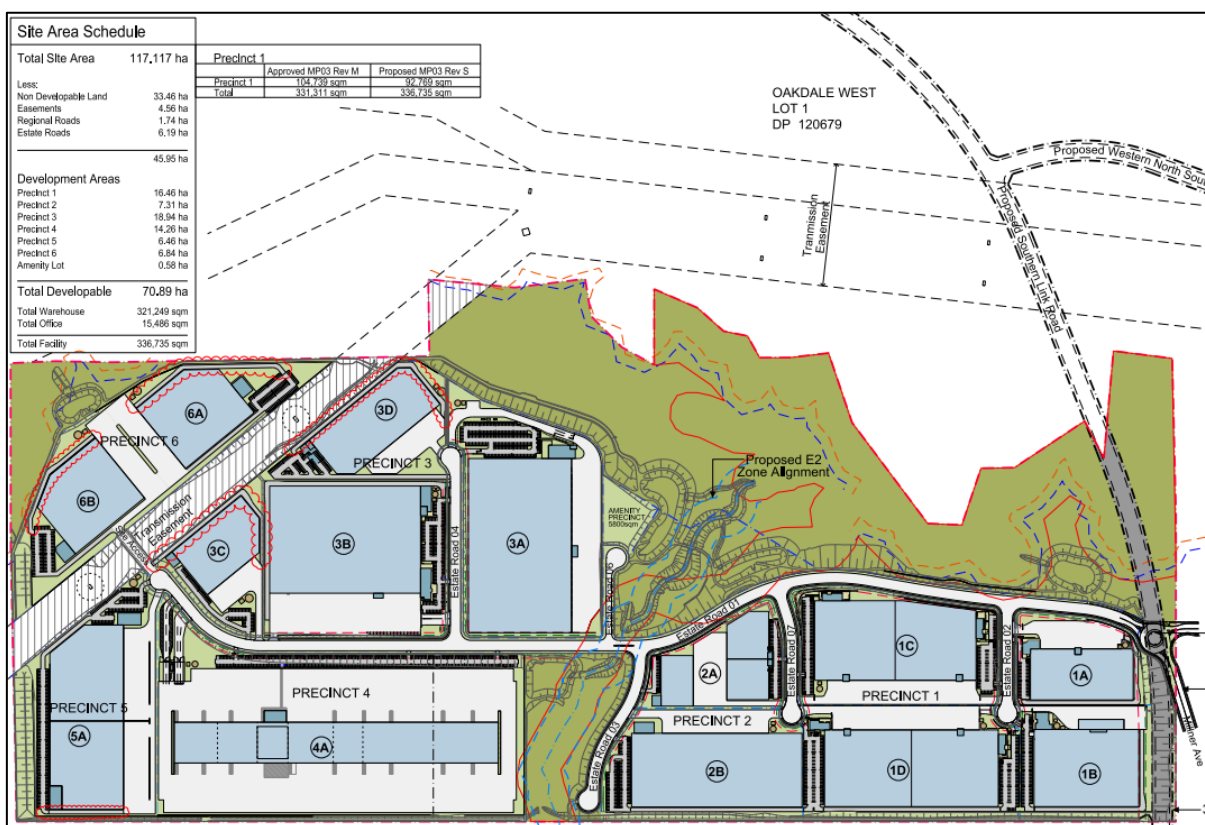 Site Area Schedule
Total SIte Area 117.117 ha
Less:
Non Developable Land 33.46 ha
Easements 4.56 ha
Regional Roads 1.74 ha
Estate Roads 6.19 ha
45.95 ha
Development Areas
Precinct 1 16.46 ha
Precinct 2 7.31 ha
Precinct 3 18.94 ha
Precinct 4 14.26 ha
Precinct 5 6.46 ha
Precinct 6 6.84 ha
Amenity Lot 0.58 ha
Total Developable 70.89 ha
Total Warehouse 321,249 sqm
Total Office 15,486 sqm
Total Facility 336,735 sqm
Precinct 1
Approved MP03 Rev M Proposed MP03 Rev S
Precinct 1 104,739 sqm 92,769 sqm
Total 331,311 sqm 336,735 sqm
OAKDALE WEST
LOT 1
DP 120679
Proposed Western North Sout
Proposed Southern Link Road
Tranmission
Easement
Proposed E2
Zone Alignment
6A
PRECINCT 6
6B
Transmission
Easement
Site Access
3D
PRECINCT 3
3C
3B
Estate Road 04
3A
AMENITY
PRECINCT
5800sqm
Estate Road 06
Estate Road 01
2A
Estate Road 07
1C
Estate Road 02
1A
PRECINCT 1
PRECINCT 2
Estate Road 03
2B
1D
1B
Milner Ave
PRECINCT 4
PRECINCT 5
5A
4A